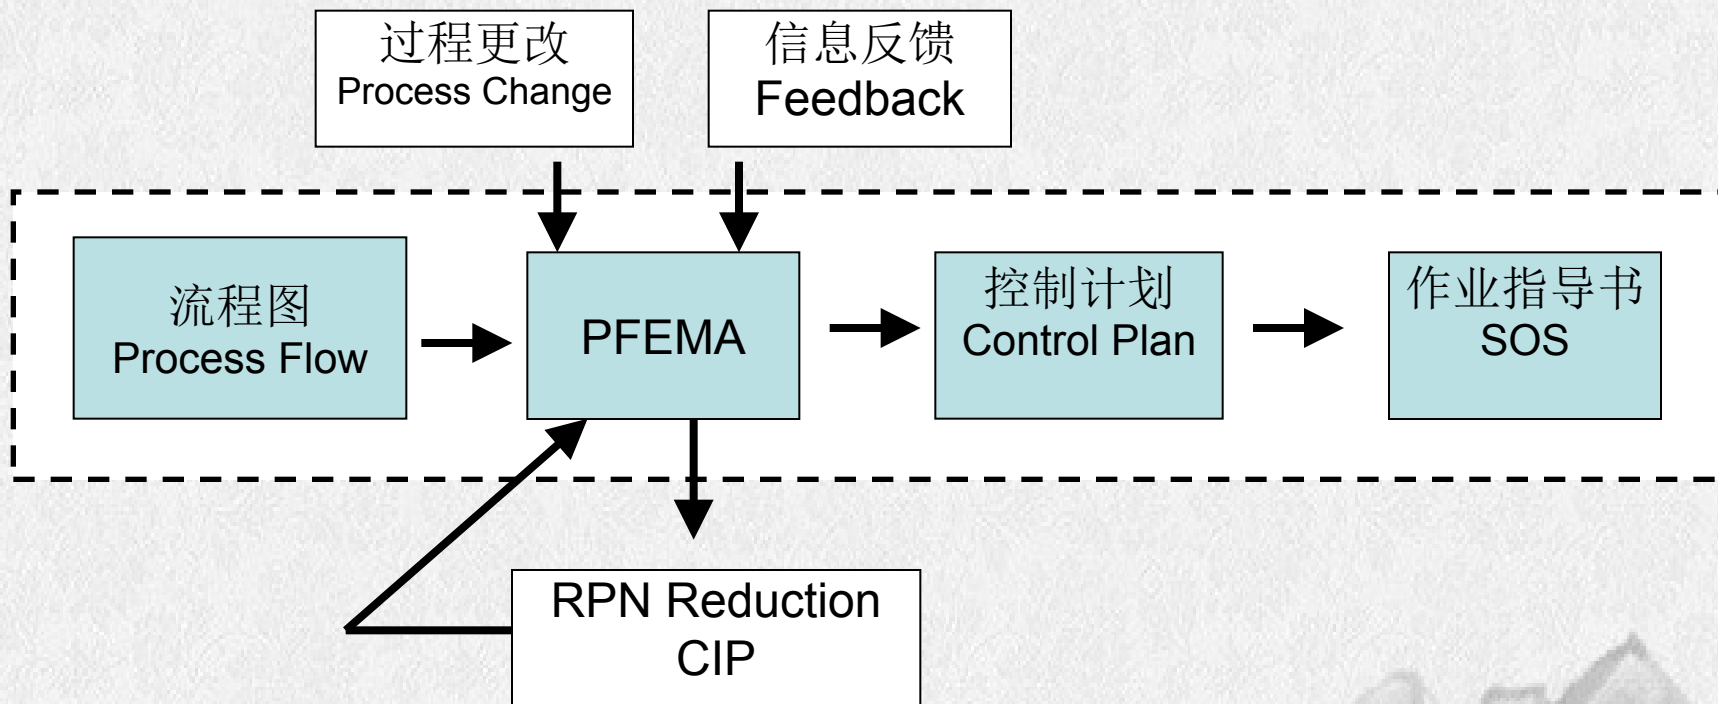 过程更改
Process Change
信息反馈
Feedback
流程图
Process Flow
PFEMA
控制计划
Control Plan
作业指导书
SOS
RPN Reduction
CIP